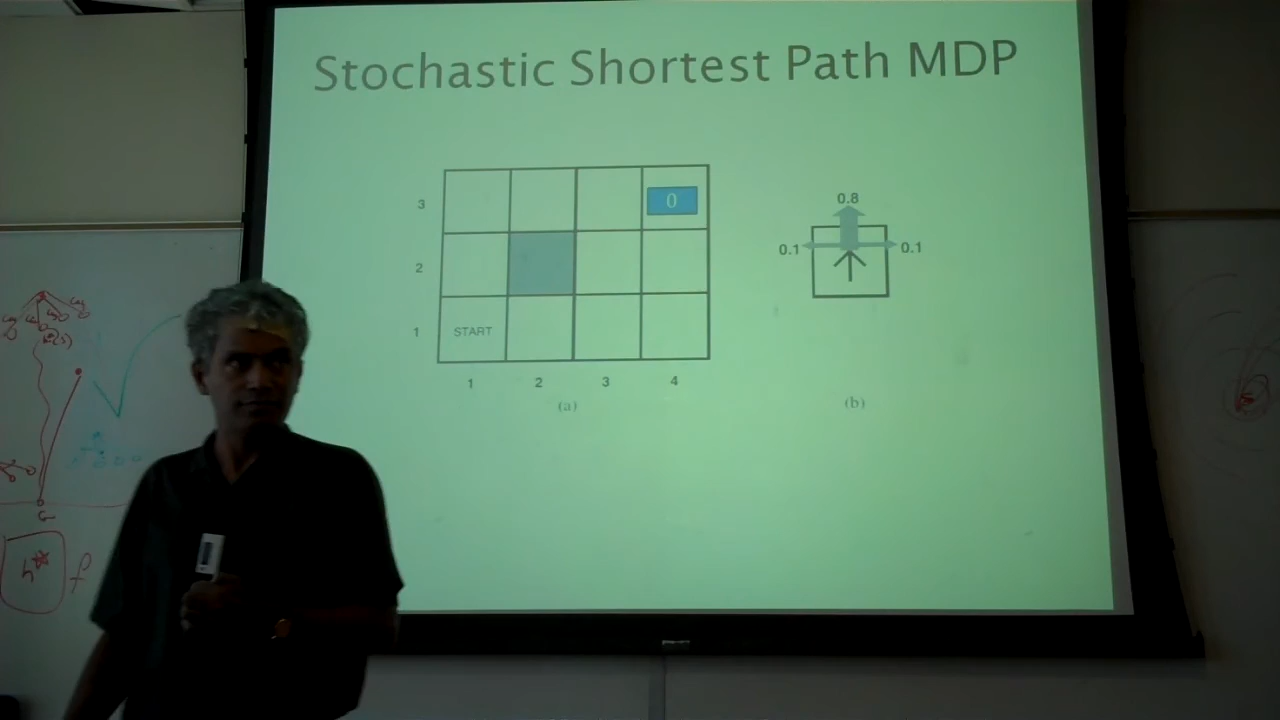 Stochastic Shortest Path MDP
3
0
2
1
START
1 2 3 4
(a)
0.8
0.1 0.1
(b)
G
h*
f